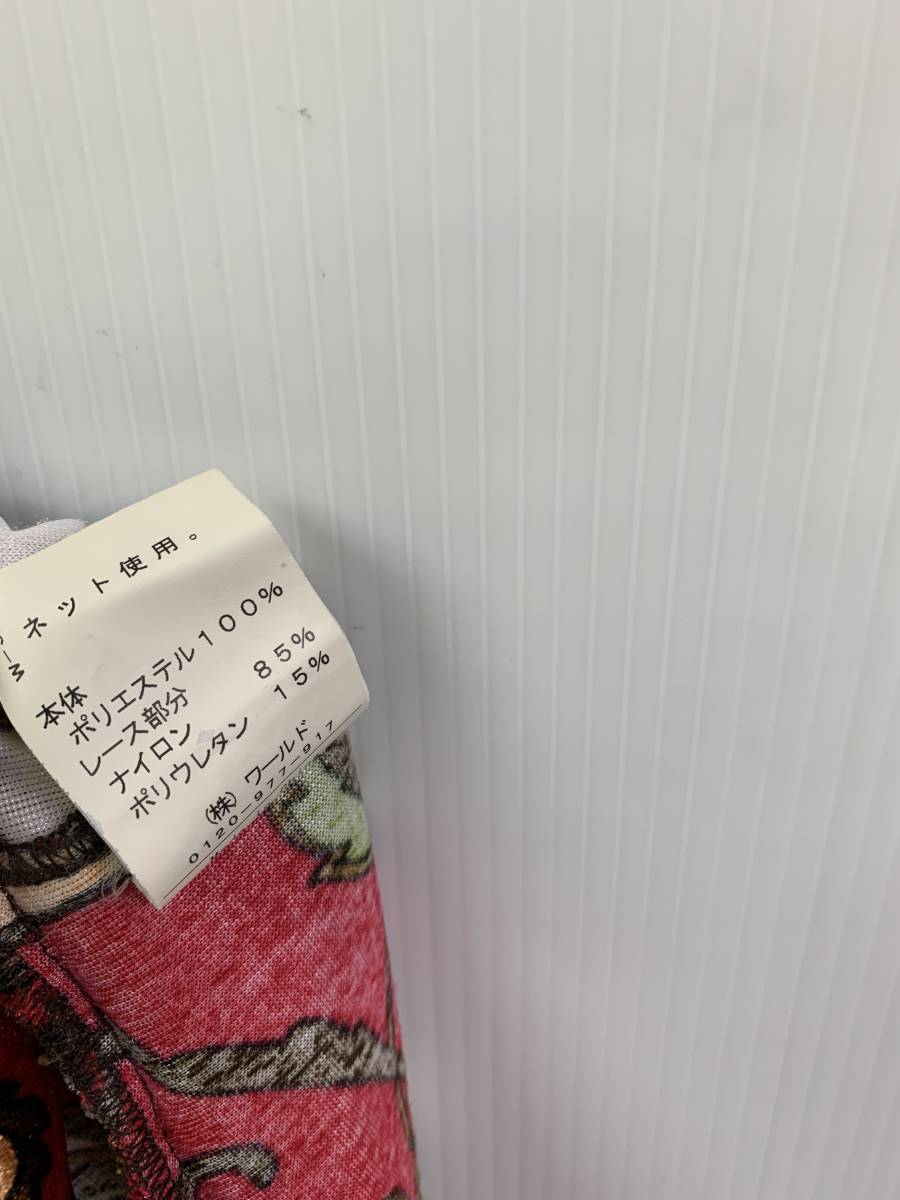 ネット使用。
本体
ポリエステル100%
レース部分
ナイロン 85%
ポリウレタン 15%
(株)ワールド
0120-977-917